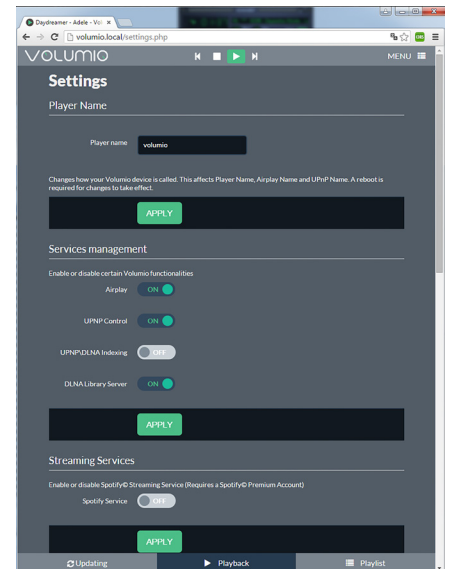 Daydreamer - Adele - Vol
volumio.local/settings.php
VOLUMIO
MENU
Settings
Player Name
Player name
volumio
Changes how your Volumio device is called. This affects Player Name, Airplay Name and UPnP Name. A reboot is
required for changes to take effect.
APPLY
Services management
Enable or disable certain Volumio functionalities
Airplay ON
UPNP Control ON
UPNP\DLNA Indexing OFF
DLNA Library Server ON
APPLY
Streaming Services
Enable or disable Spotify© Streaming Service (Requires a Spotify© Premium Account)
Spotify Service OFF
APPLY
Updating
Playback
Playlist